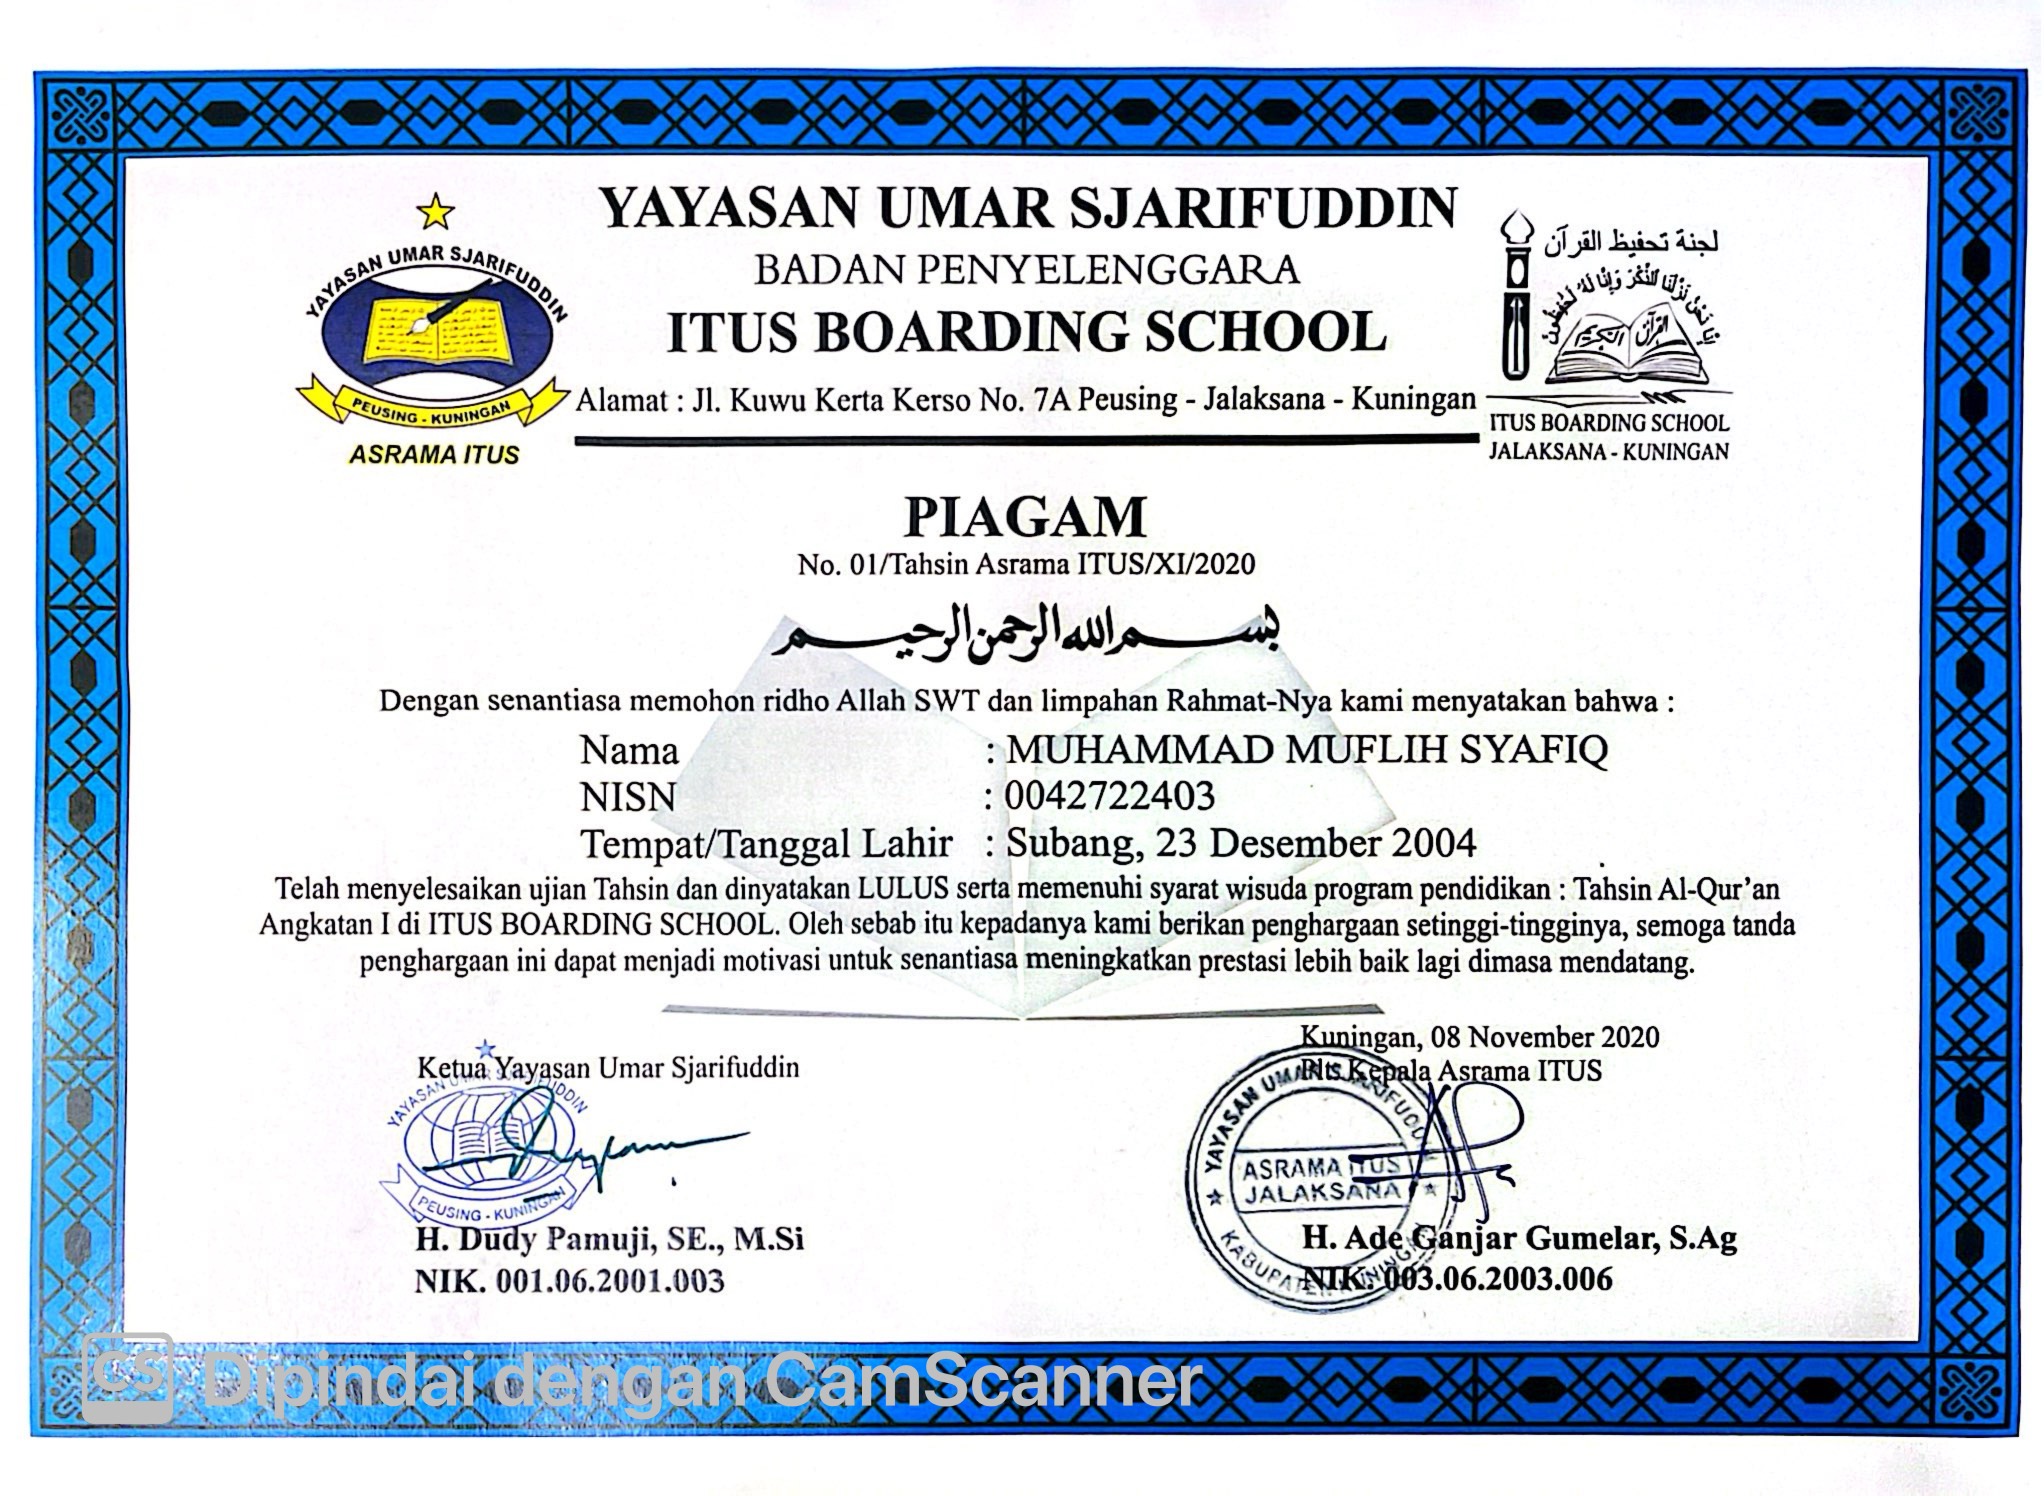 YAYASAN UMAR SJARIFUDDIN
BADAN PENYELENGGARA
ITUS BOARDING SCHOOL
Alamat : Jl. Kuwu Kerta Kerso No. 7A Peusing - Jalaksana - Kuningan
YAYASAN UMAR SJARIFUDDIN
PEUSING - KUNINGAN
ASRAMA ITUS
لجنة تحفيظ القرآن
إِنَّا نَحْنُ نَزَّلْنَا الذِّكْرَ وَإِنَّا لَهُ لَحَافِظُونَ
القرآن الكريم
ITUS BOARDING SCHOOL
JALAKSANA - KUNINGAN
PIAGAM
No. 01/Tahsin Asrama ITUS/XI/2020
بسم الله الرحمن الرحيم
Dengan senantiasa memohon ridho Allah SWT dan limpahan Rahmat-Nya kami menyatakan bahwa :
Nama : MUHAMMAD MUFLIH SYAFIQ
NISN : 0042722403
Tempat/Tanggal Lahir : Subang, 23 Desember 2004
Telah menyelesaikan ujian Tahsin dan dinyatakan LULUS serta memenuhi syarat wisuda program pendidikan : Tahsin Al-Qur’an
Angkatan I di ITUS BOARDING SCHOOL. Oleh sebab itu kepadanya kami berikan penghargaan setinggi-tingginya, semoga tanda
penghargaan ini dapat menjadi motivasi untuk senantiasa meningkatkan prestasi lebih baik lagi dimasa mendatang.
Kuningan, 08 November 2020
Ketua Yayasan Umar Sjarifuddin
Plts Kepala Asrama ITUS
YAYASAN UMAR SJARIFUDDIN
PEUSING - KUNINGAN
YAYASAN UMAR SJARIFUDDIN
ASRAMA ITUS
JALAKSANA
KABUPATEN KUNINGAN
H. Dudy Pamuji, SE., M.Si
NIK. 001.06.2001.003
H. Ade Ganjar Gumelar, S.Ag
NIK. 003.06.2003.006
CS Dipindai dengan CamScanner